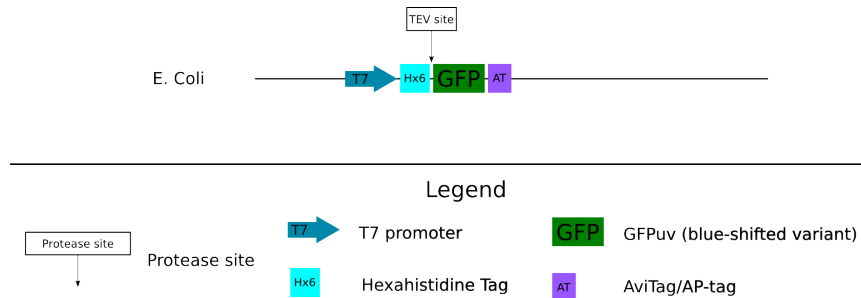 TEV site
E. Coli
T7
Hx6
GFP
AT
Legend
Protease site
Protease site
T7
T7 promoter
GFP
GFPuv (blue-shifted variant)
Hx6
Hexahistidine Tag
AT
AviTag/AP-tag